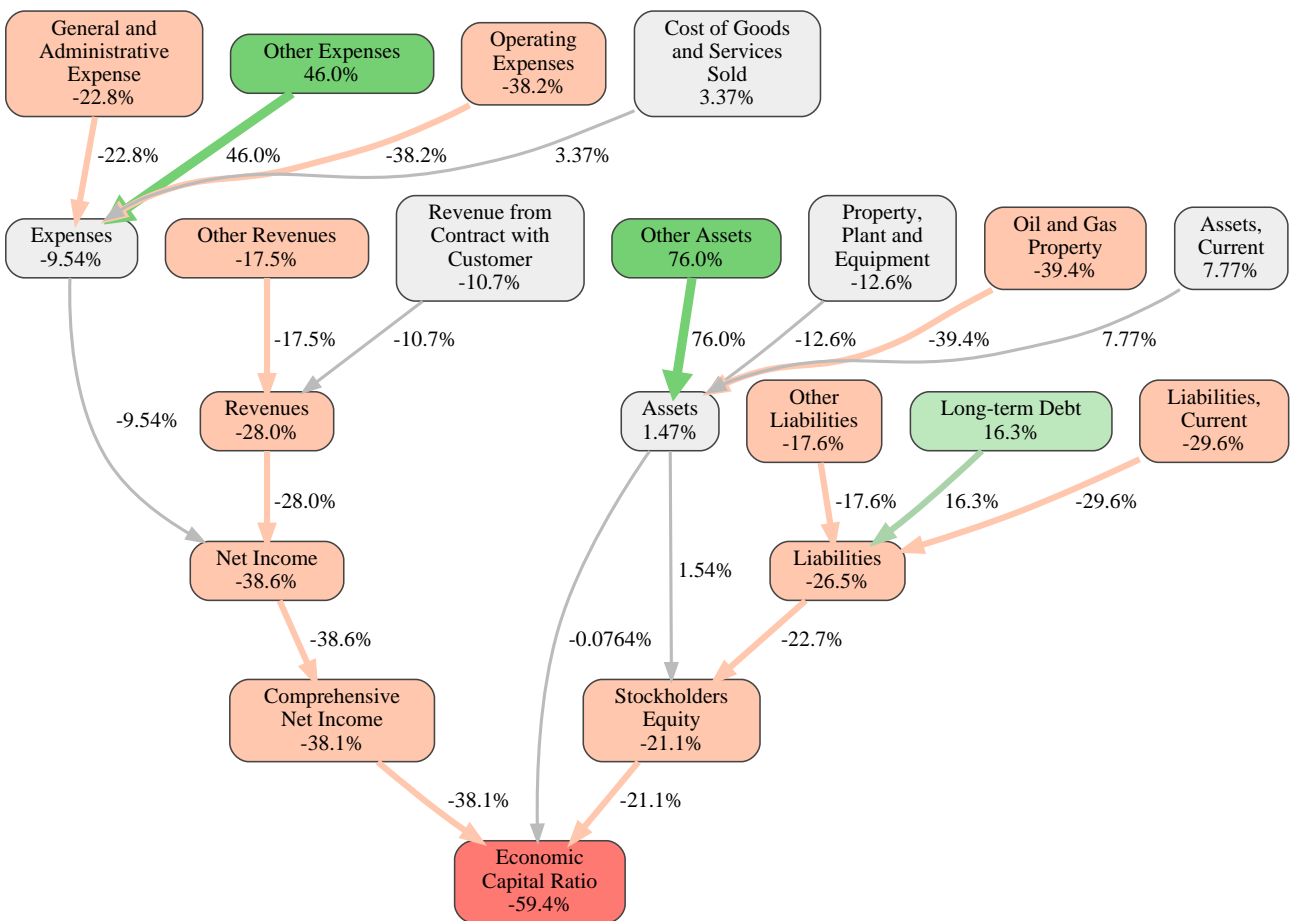 General and
Administrative
Expense
-22.8%
Other Expenses
46.0%
Operating
Expenses
-38.2%
Cost of Goods
and Services
Sold
3.37%
-22.8%
46.0%
-38.2%
3.37%
Expenses
-9.54%
Other Revenues
-17.5%
Revenue from
Contract with
Customer
-10.7%
Other Assets
76.0%
Property,
Plant and
Equipment
-12.6%
Oil and Gas
Property
-39.4%
Assets,
Current
7.77%
-17.5%
-10.7%
76.0%
-12.6%
-39.4%
7.77%
-9.54%
Revenues
-28.0%
Assets
1.47%
Other
Liabilities
-17.6%
Long-term Debt
16.3%
Liabilities,
Current
-29.6%
-28.0%
-17.6%
16.3%
-29.6%
Net Income
-38.6%
1.54%
Liabilities
-26.5%
-38.6%
-0.0764%
-22.7%
Comprehensive
Net Income
-38.1%
Stockholders
Equity
-21.1%
-38.1%
-21.1%
Economic
Capital Ratio
-59.4%